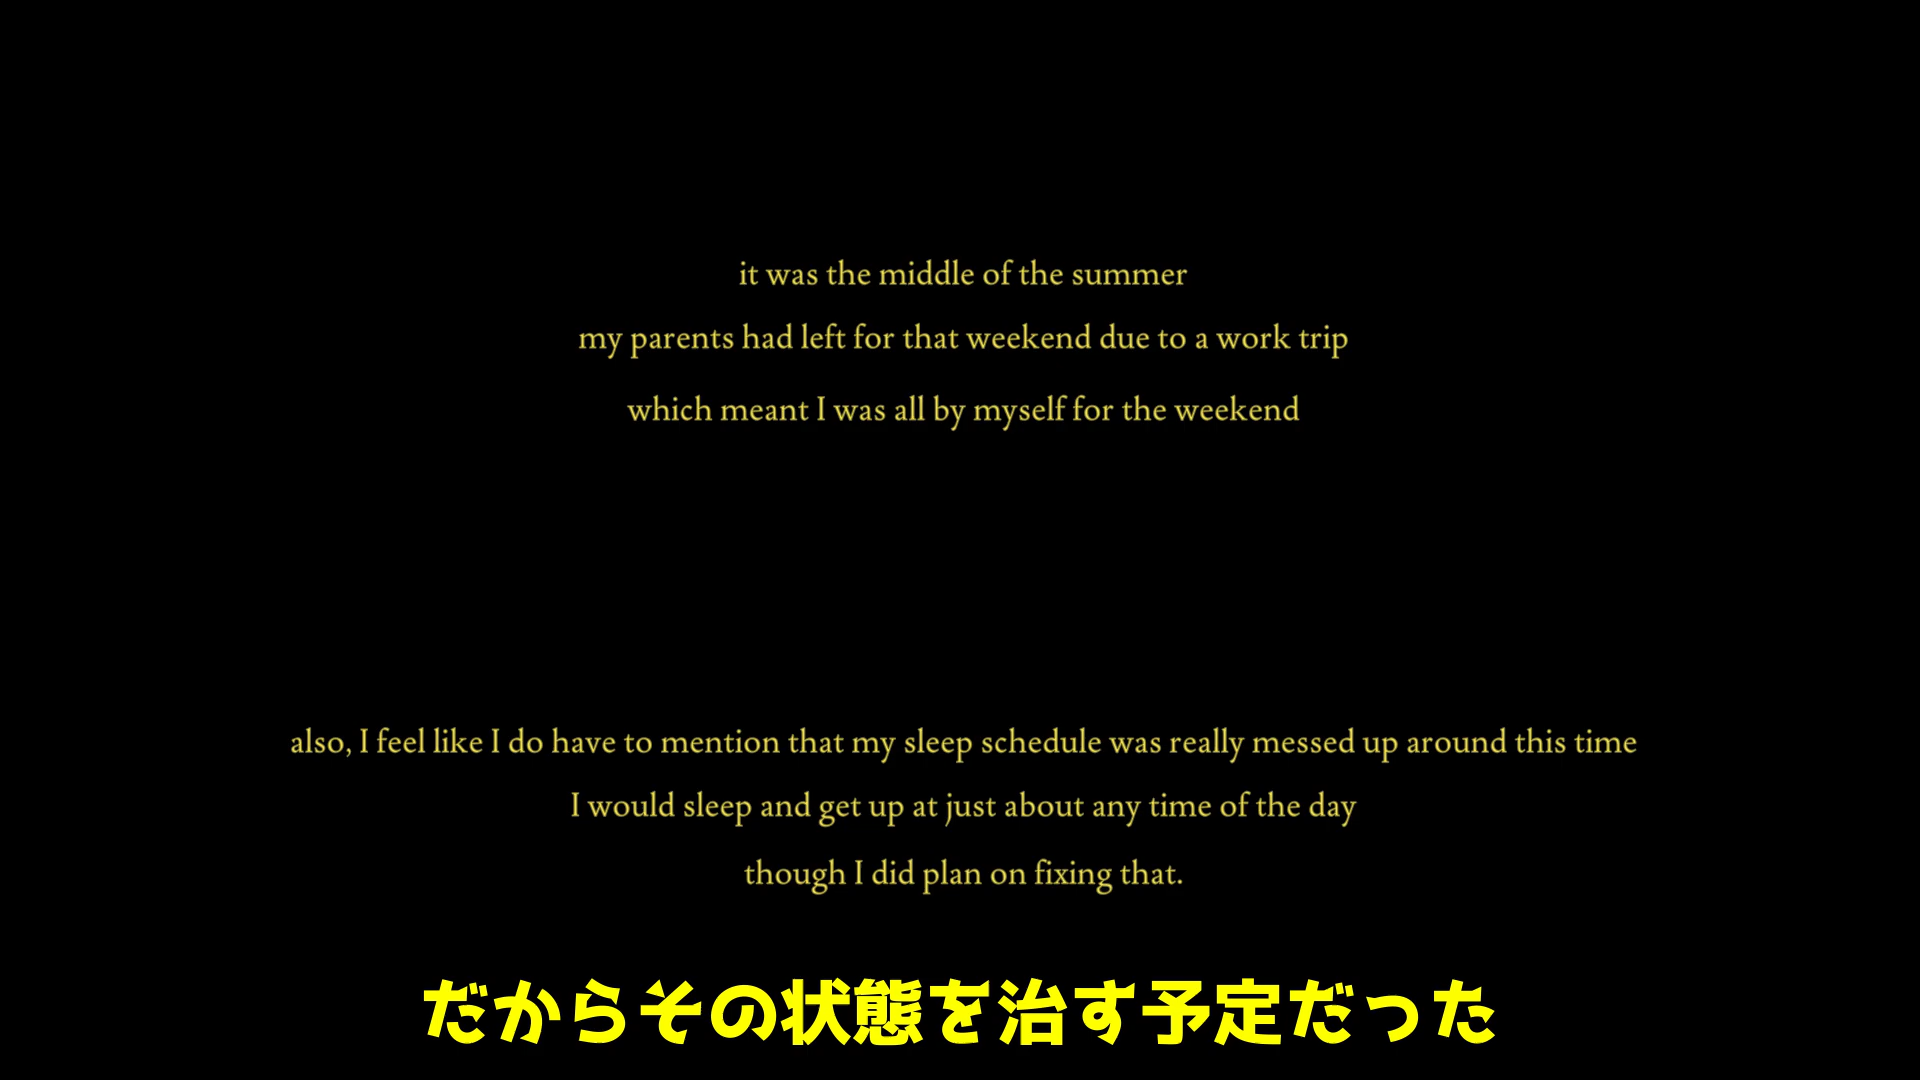 it was the middle of the summer
my parents had left for that weekend due to a work trip
which meant I was all by myself for the weekend
also, I feel like I do have to mention that my sleep schedule was really messed up around this time
I would sleep and get up at just about any time of the day
though I did plan on fixing that.
だからその状態を治す予定だった